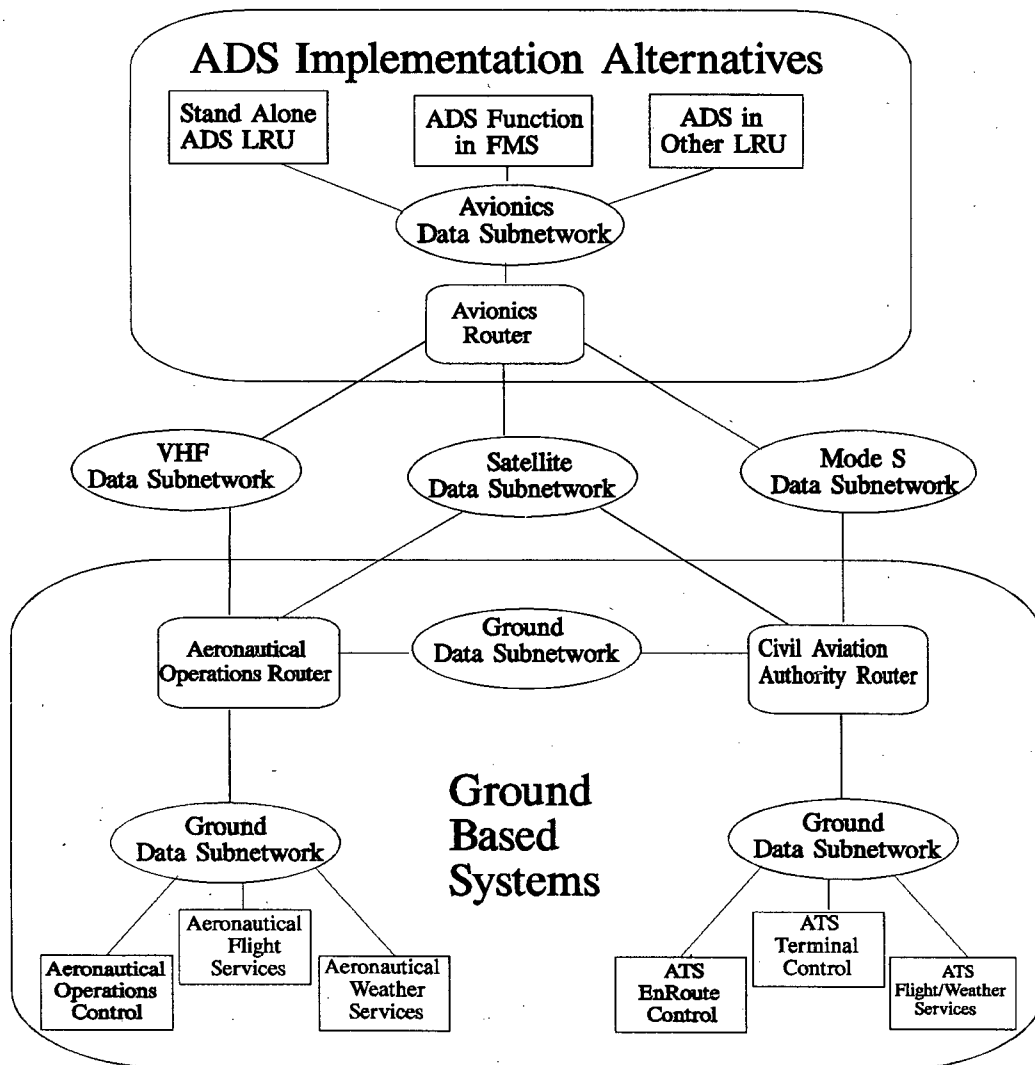 ADS Implementation Alternatives
Stand Alone
ADS LRU
ADS Function
in FMS
ADS in
Other LRU
Avionics
Data Subnetwork
Avionics
Router
VHF
Data Subnetwork
Satellite
Data Subnetwork
Mode S
Data Subnetwork
Aeronautical
Operations Router
Ground
Data Subnetwork
Civil Aviation
Authority Router
Ground
Based
Systems
Ground
Data Subnetwork
Ground
Data Subnetwork
Aeronautical
Operations
Control
Aeronautical
Flight
Services
Aeronautical
Weather
Services
ATS
EnRoute
Control
ATS
Terminal
Control
ATS
Flight/Weather
Services